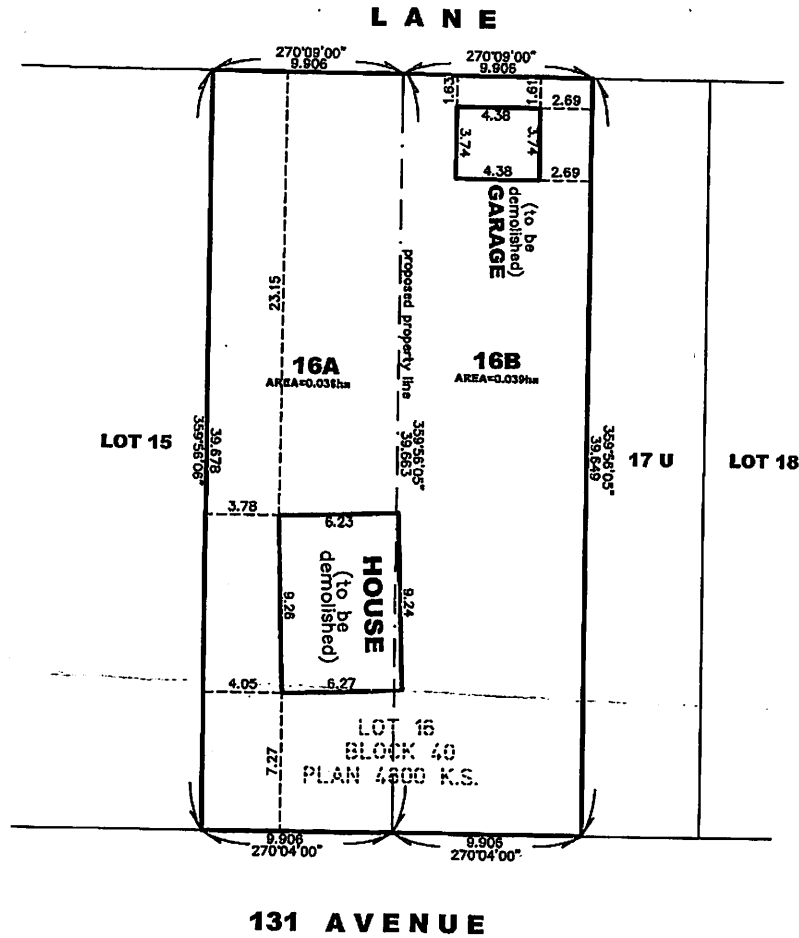 LANE
270°09'00"
9.906
270°09'00"
9.906
1.63
1.61
2.69
4.38
3.74
3.74
4.38
2.69
GARAGE
(to be
demolished)
23.15
proposed property line
16A
AREA=0.038ha
16B
AREA=0.039ha
LOT 15
359°56'06"
39.678
359°56'05"
39.663
359°56'05"
39.649
17 U
LOT 18
3.78
6.23
9.26
HOUSE
(to be
demolished)
9.24
4.05
6.27
7.27
LOT 16
BLOCK 40
PLAN 4800 K.S.
9.906
270°04'00"
9.906
270°04'00"
131 AVENUE